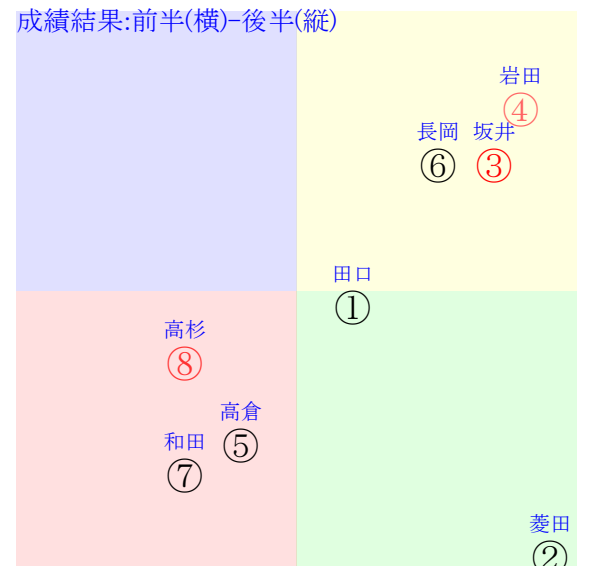 成績結果:前半(横)-後半(縦)
岩田
④
長岡
⑥
坂井
③
田口
①
高杉
⑧
高倉
⑤
和田
⑦
菱田
②